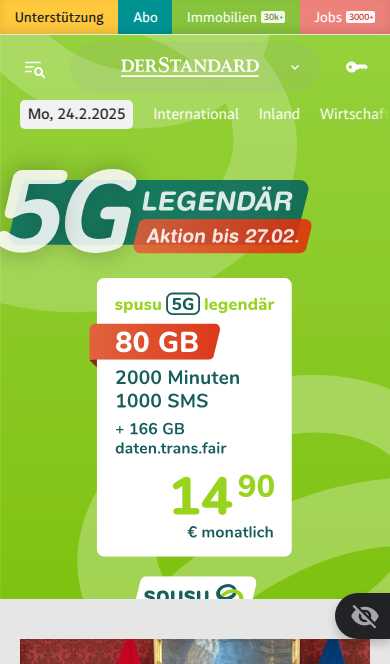 Unterstützung Abo Immobilien 30k+ Jobs 3000+
DERSTANDARD
Mo, 24.2.2025 International Inland Wirtschaf
5G LEGENDÄR
Aktion bis 27.02.
spusu 5G legendär
80 GB
2000 Minuten
1000 SMS
+ 166 GB
daten.trans.fair
14 90
€ monatlich
spusu